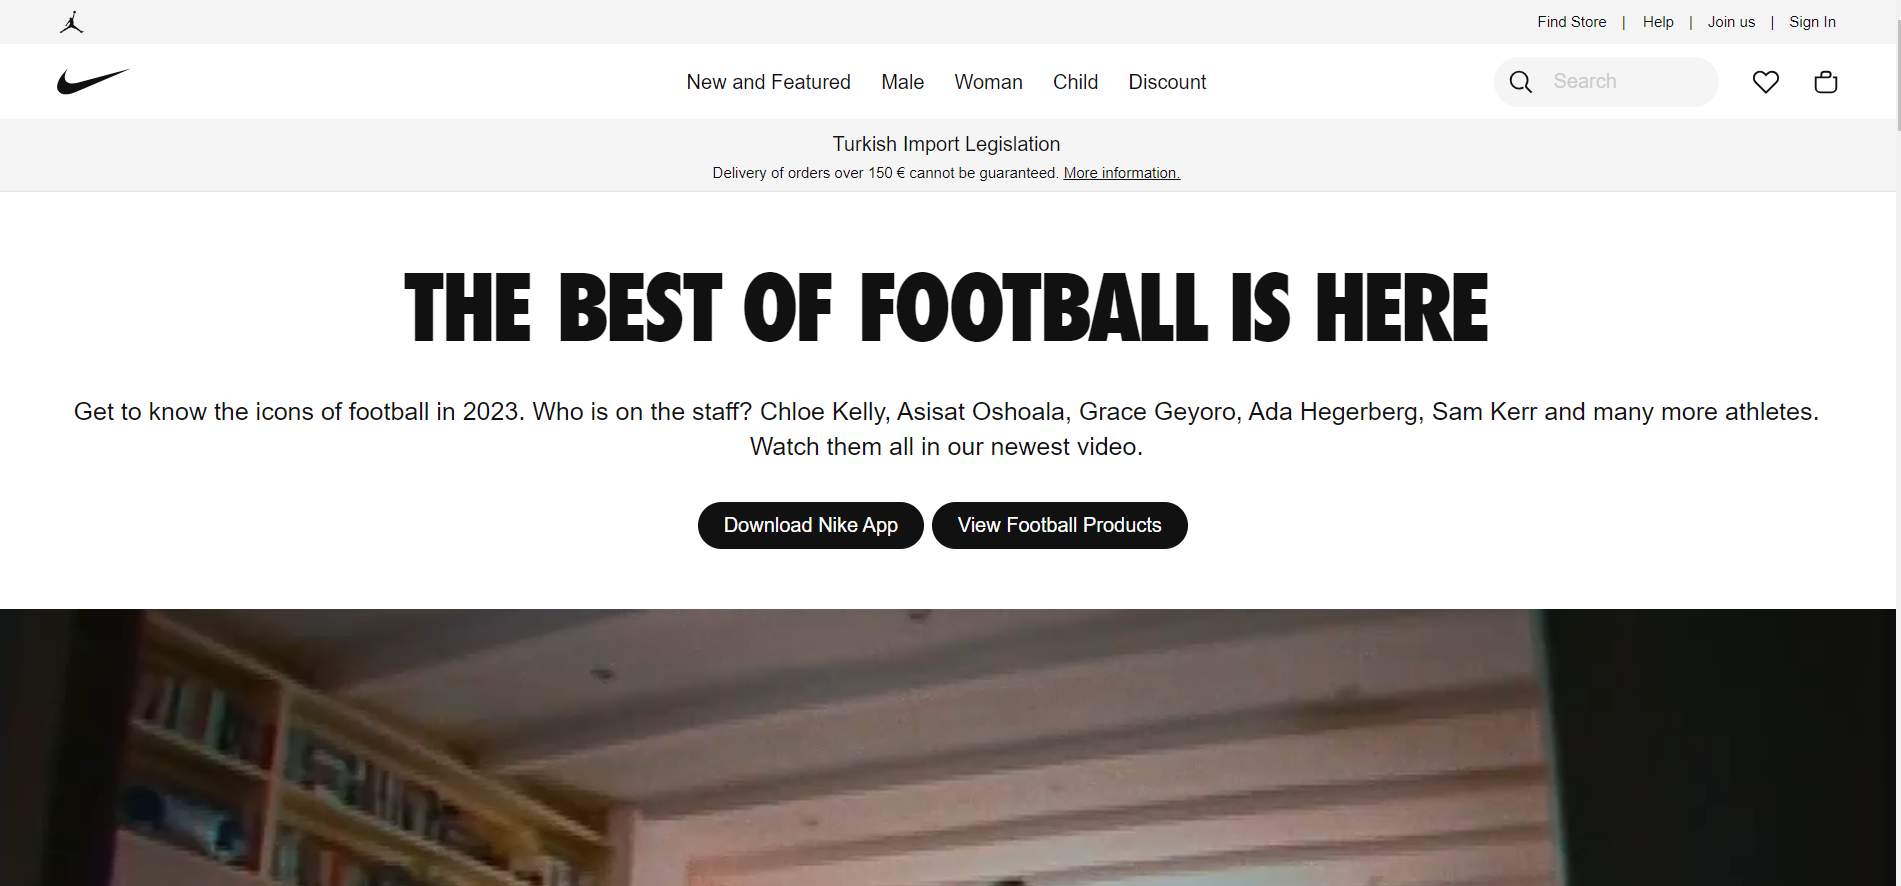 Find Store | Help | Join us | Sign In
New and Featured Male Woman Child Discount
Search
Turkish Import Legislation
Delivery of orders over 150 € cannot be guaranteed. More information.
THE BEST OF FOOTBALL IS HERE
Get to know the icons of football in 2023. Who is on the staff? Chloe Kelly, Asisat Oshoala, Grace Geyoro, Ada Hegerberg, Sam Kerr and many more athletes.
Watch them all in our newest video.
Download Nike App View Football Products